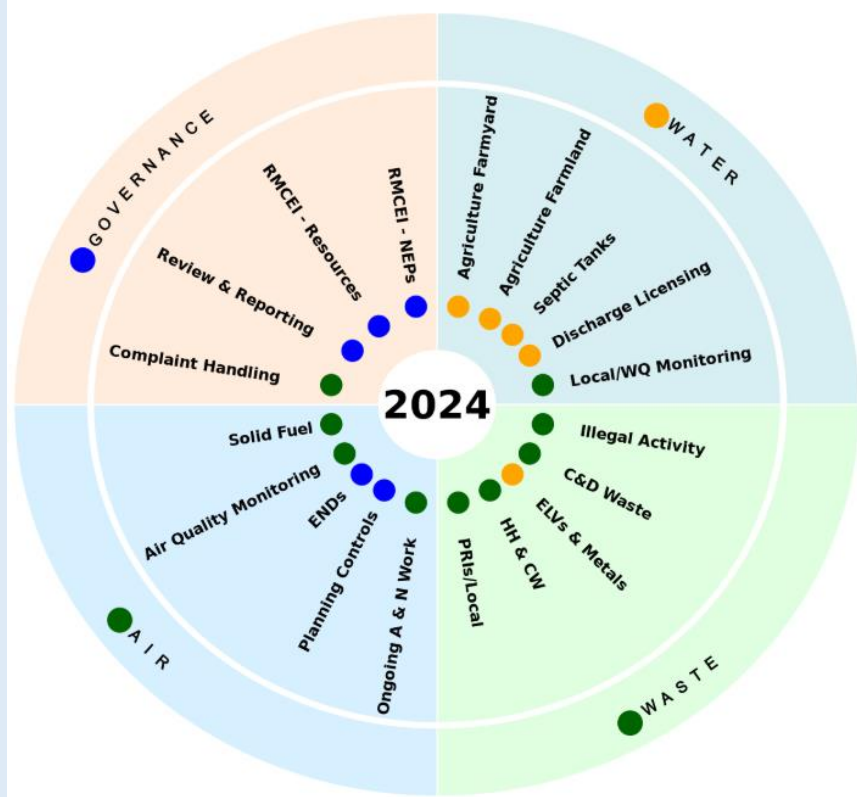 GOVERNANCE
RMCEI - NEPs
RMCEI - Resources
Review & Reporting
Complaint Handling
WATER
Agriculture Farmyard
Agriculture Farmland
Septic Tanks
Discharge Licensing
Local/WQ Monitoring
2024
AIR
Solid Fuel
Air Quality Monitoring
ENDs
Planning Controls
Ongoing A & N Work
WASTE
Illegal Activity
C&D Waste
ELVs & Metals
HH & CW
PRIs/Local